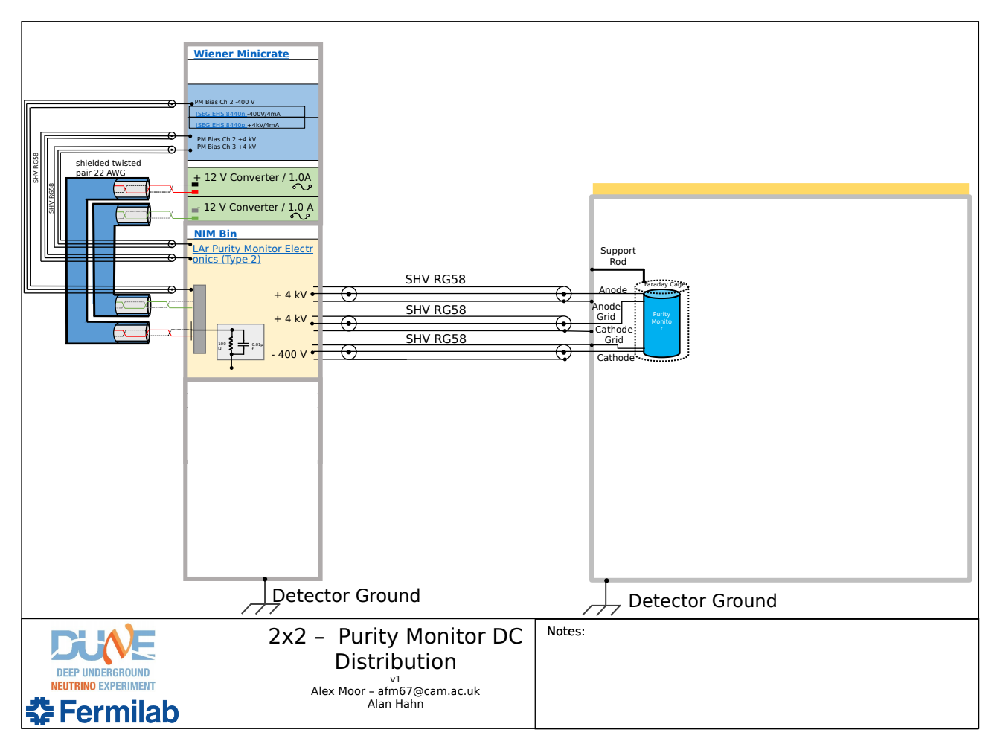 Wiener Minicrate
PM Bias Ch 2 -400 V
ISEG EHS 8440n -400V/4mA
ISEG EHS 8440p +4kV/4mA
PM Bias Ch 2 +4 kV
PM Bias Ch 3 +4 kV
SHV RG58
SHV RG58
shielded twisted
pair 22 AWG
+ 12 V Converter / 1.0A
- 12 V Converter / 1.0 A
NIM Bin
LAr Purity Monitor Electr
onics (Type 2)
+ 4 kV
+ 4 kV
- 400 V
100
Ω
0.01μ
f
SHV RG58
SHV RG58
SHV RG58
Support
Rod
Faraday Cage
Anode
Anode
Grid
Cathode
Grid
Cathode
Purity
Monito
r
Detector Ground
Detector Ground
DUNE
DEEP UNDERGROUND
NEUTRINO EXPERIMENT
Fermilab
2x2 – Purity Monitor DC
Distribution
v1
Alex Moor – afm67@cam.ac.uk
Alan Hahn
Notes: